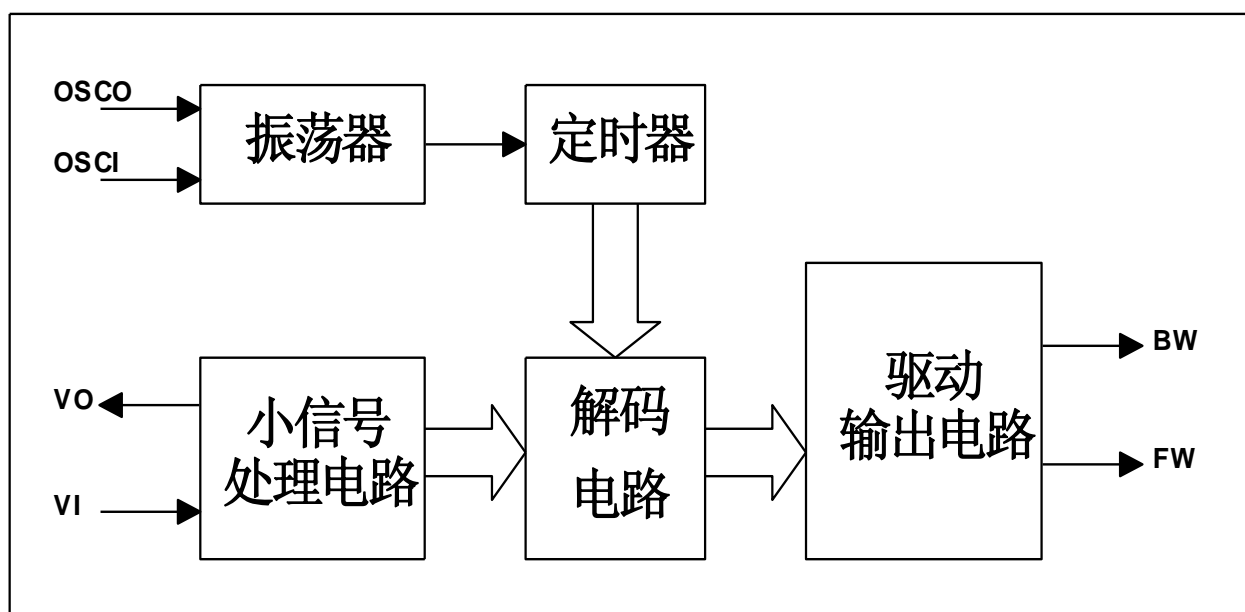 OSCO
OSCI
振荡器
定时器
VO
VI
小信号
处理电路
解码
电路
驱动
输出电路
BW
FW